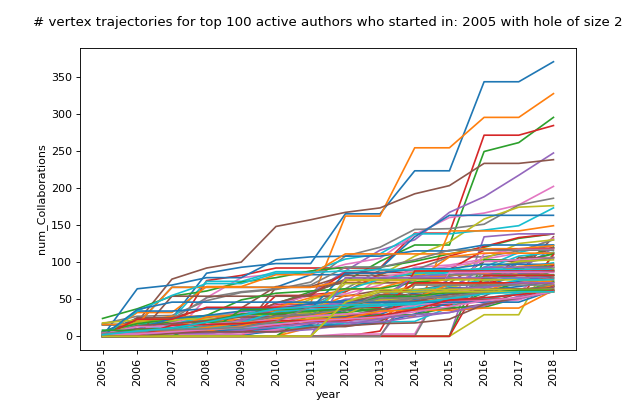 # vertex trajectories for top 100 active authors who started in: 2005 with hole of size 2
num_Collaborations
350
300
250
200
150
100
50
0
2005 2006 2007 2008 2009 2010 2011 2012 2013 2014 2015 2016 2017 2018
year